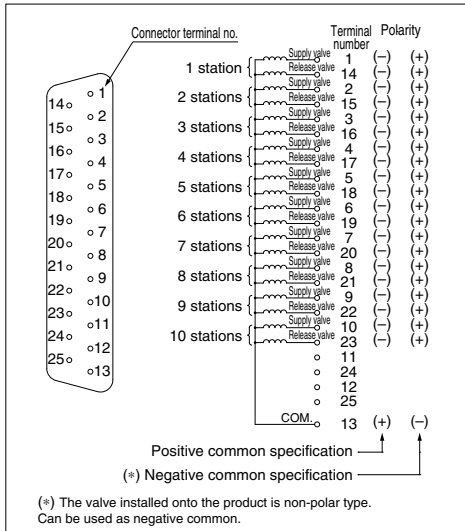 Connector terminal no.
Terminal number Polarity
14 1
15 2
16 3
17 4
18 5
19 6
20 7
21 8
22 9
23 10
24 11
25 12
13
1 station Supply valve 1 (−) (+)
Release valve 14 (−) (+)
2 stations Supply valve 2 (−) (+)
Release valve 15 (−) (+)
3 stations Supply valve 3 (−) (+)
Release valve 16 (−) (+)
4 stations Supply valve 4 (−) (+)
Release valve 17 (−) (+)
5 stations Supply valve 5 (−) (+)
Release valve 18 (−) (+)
6 stations Supply valve 6 (−) (+)
Release valve 19 (−) (+)
7 stations Supply valve 7 (−) (+)
Release valve 20 (−) (+)
8 stations Supply valve 8 (−) (+)
Release valve 21 (−) (+)
9 stations Supply valve 9 (−) (+)
Release valve 22 (−) (+)
10 stations Supply valve 10 (−) (+)
Release valve 23 (−) (+)
11
24
12
25
COM. 13 (+) (−)
Positive common specification
(*) Negative common specification
(*) The valve installed onto the product is non-polar type.
Can be used as negative common.